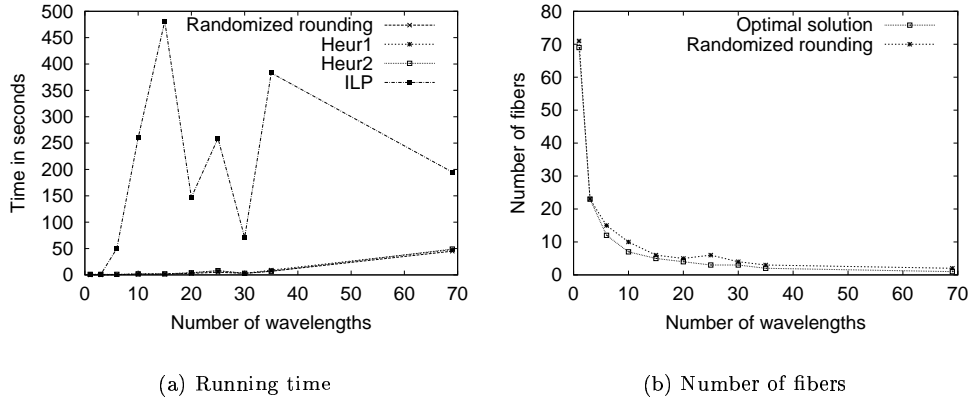 500
450
400
350
300
250
200
150
100
50
0
Time in seconds
Randomized rounding
Heur1
Heur2
ILP
0 10 20 30 40 50 60 70
Number of wavelengths
(a) Running time
80
70
60
50
40
30
20
10
0
Number of fibers
Optimal solution
Randomized rounding
0 10 20 30 40 50 60 70
Number of wavelengths
(b) Number of fibers